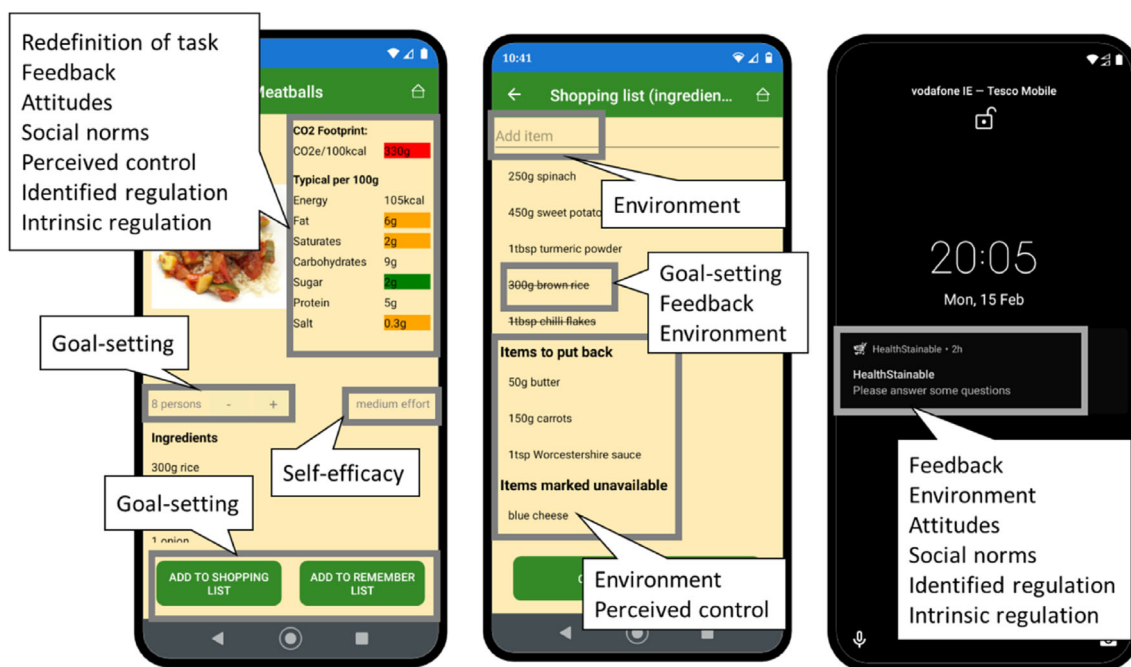 Redefinition of task
Feedback
Attitudes
Social norms
Perceived control
Identified regulation
Intrinsic regulation
Meatballs
CO2 Footprint:
CO2e/100kcal 330g
Typical per 100g
Energy 105kcal
Fat 6g
Saturates 2g
Carbohydrates 9g
Sugar 2g
Protein 5g
Salt 0.3g
Goal-setting
8 persons - +
medium effort
Self-efficacy
Ingredients
300g rice
Goal-setting
1 onion
ADD TO SHOPPING
LIST
ADD TO REMEMBER
LIST
10:41
Shopping list (ingredien...
Add item
Environment
250g spinach
450g sweet potato
1tbsp turmeric powder
300g brown rice
1tbsp chilli flakes
Goal-setting
Feedback
Environment
Items to put back
50g butter
150g carrots
1tsp Worcestershire sauce
Items marked unavailable
blue cheese
Environment
Perceived control
vodafone IE – Tesco Mobile
20:05
Mon, 15 Feb
HealthStainable • 2h
HealthStainable
Please answer some questions
Feedback
Environment
Attitudes
Social norms
Identified regulation
Intrinsic regulation